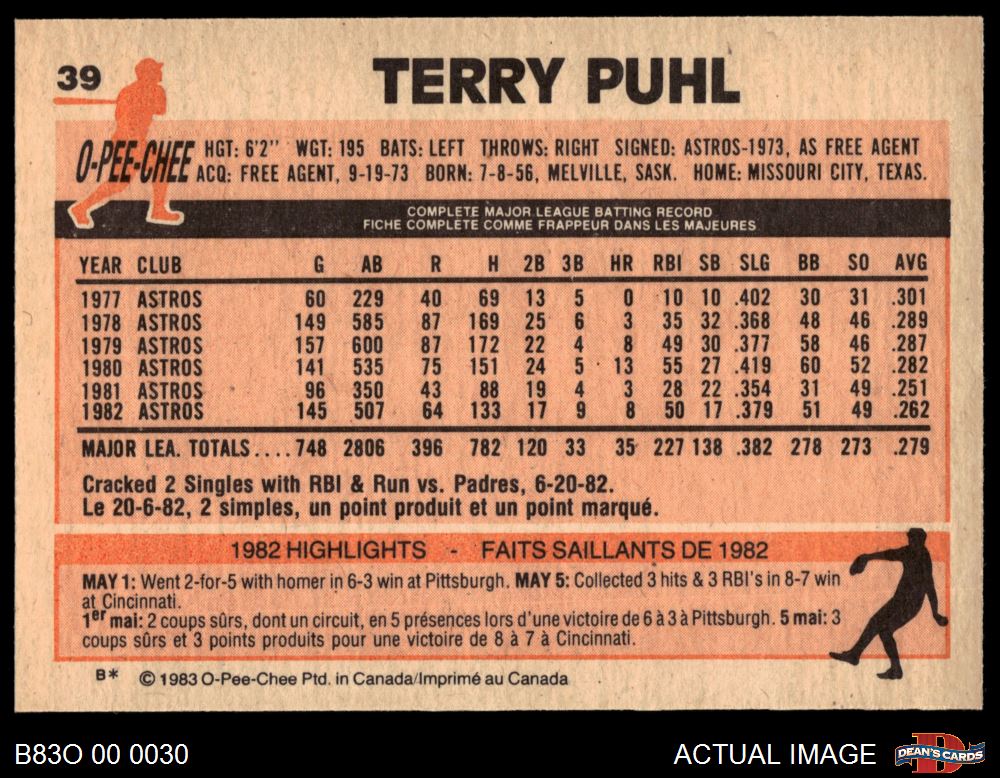 39
TERRY PUHL
O-PEE-CHEE
HGT: 6'2" WGT: 195 BATS: LEFT THROWS: RIGHT SIGNED: ASTROS-1973, AS FREE AGENT
ACQ: FREE AGENT, 9-19-73 BORN: 7-8-56, MELVILLE, SASK. HOME: MISSOURI CITY, TEXAS.
COMPLETE MAJOR LEAGUE BATTING RECORD
FICHE COMPLETE COMME FRAPPEUR DANS LES MAJEURES
YEAR CLUB G AB R H 2B 3B HR RBI SB SLG BB SO AVG
1977 ASTROS 60 229 40 69 13 5 0 10 10 .402 30 31 .301
1978 ASTROS 149 585 87 169 25 6 3 35 32 .368 48 46 .289
1979 ASTROS 157 600 87 172 22 4 8 49 30 .377 58 46 .287
1980 ASTROS 141 535 75 151 24 5 13 55 27 .419 60 52 .282
1981 ASTROS 96 350 43 88 19 4 3 28 22 .354 31 49 .251
1982 ASTROS 145 507 64 133 17 9 8 50 17 .379 51 49 .262
MAJOR LEA. TOTALS.... 748 2806 396 782 120 33 35 227 138 .382 278 273 .279
Cracked 2 Singles with RBI & Run vs. Padres, 6-20-82.
Le 20-6-82, 2 simples, un point produit et un point marqué.
1982 HIGHLIGHTS - FAITS SAILLANTS DE 1982
MAY 1: Went 2-for-5 with homer in 6-3 win at Pittsburgh. MAY 5: Collected 3 hits & 3 RBI's in 8-7 win
at Cincinnati.
1er mai: 2 coups sûrs, dont un circuit, en 5 présences lors d'une victoire de 6 à 3 à Pittsburgh. 5 mai: 3
coups sûrs et 3 points produits pour une victoire de 8 à 7 à Cincinnati.
B* © 1983 O-Pee-Chee Ptd. in Canada/Imprimé au Canada
B83O 00 0030
ACTUAL IMAGE
DEAN'S CARDS